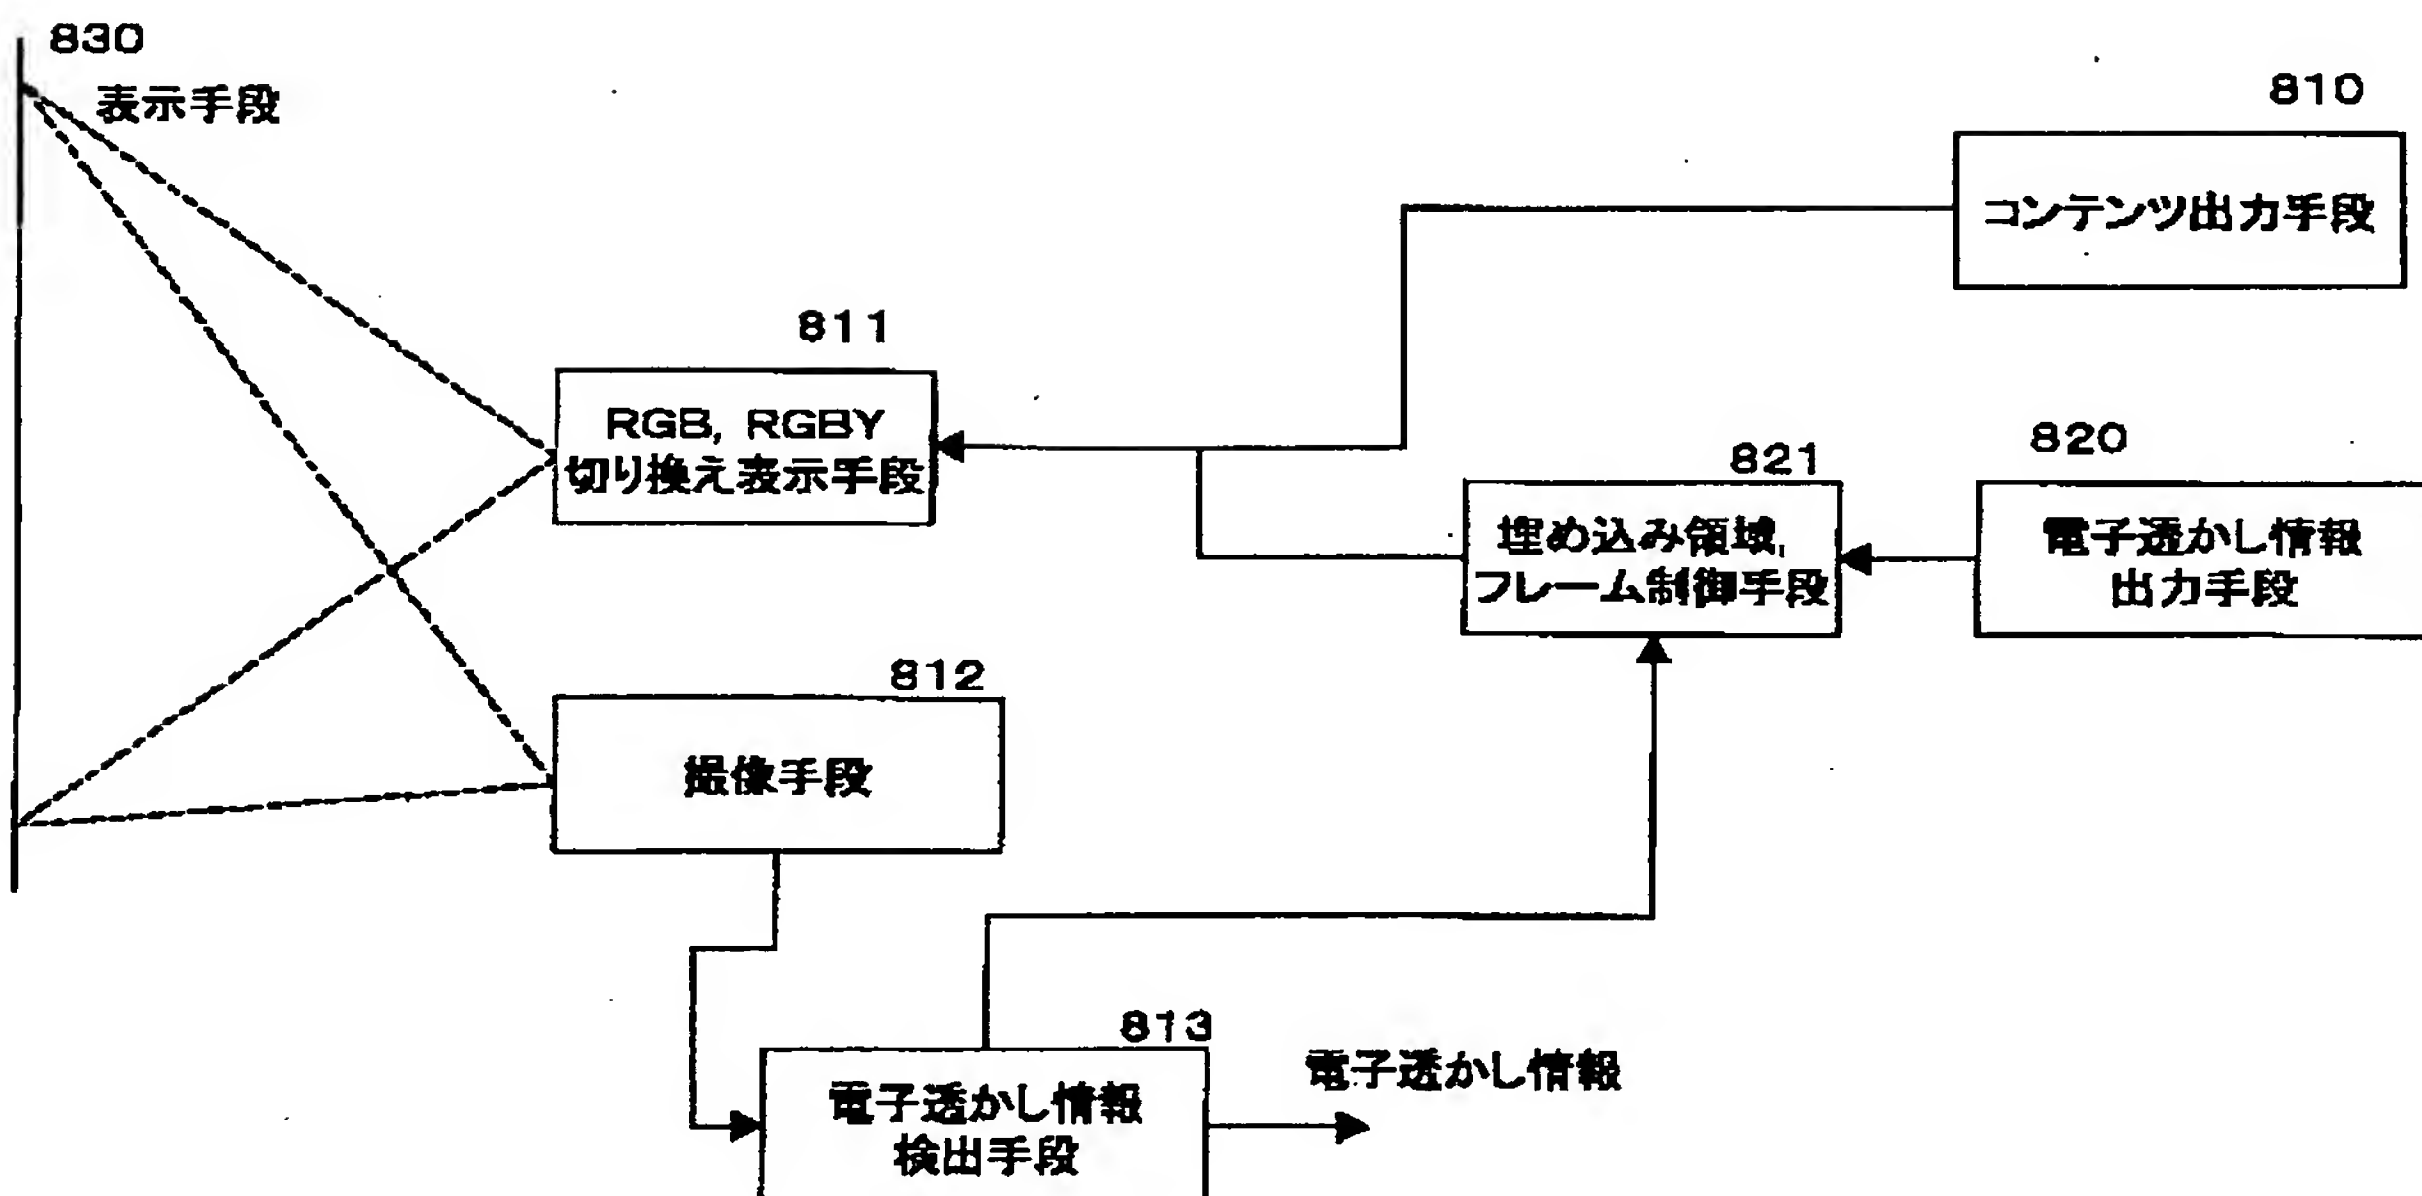 830
表示手段
810
コンテンツ出力手段
811
RGB, RGBY
切り換え表示手段
821
埋め込み領域,
フレーム制御手段
820
電子透かし情報
出力手段
812
撮像手段
813
電子透かし情報
検出手段
電子透かし情報